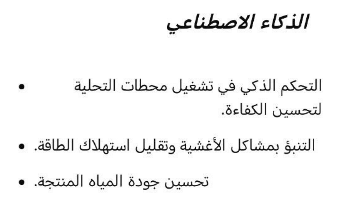 الذكاء الاصطناعي
• التحكم الذكي في تشغيل محطات التحلية
لتحسين الكفاءة.
• التنبؤ بمشاكل الأغشية وتقليل استهلاك الطاقة.
• تحسين جودة المياه المنتجة.